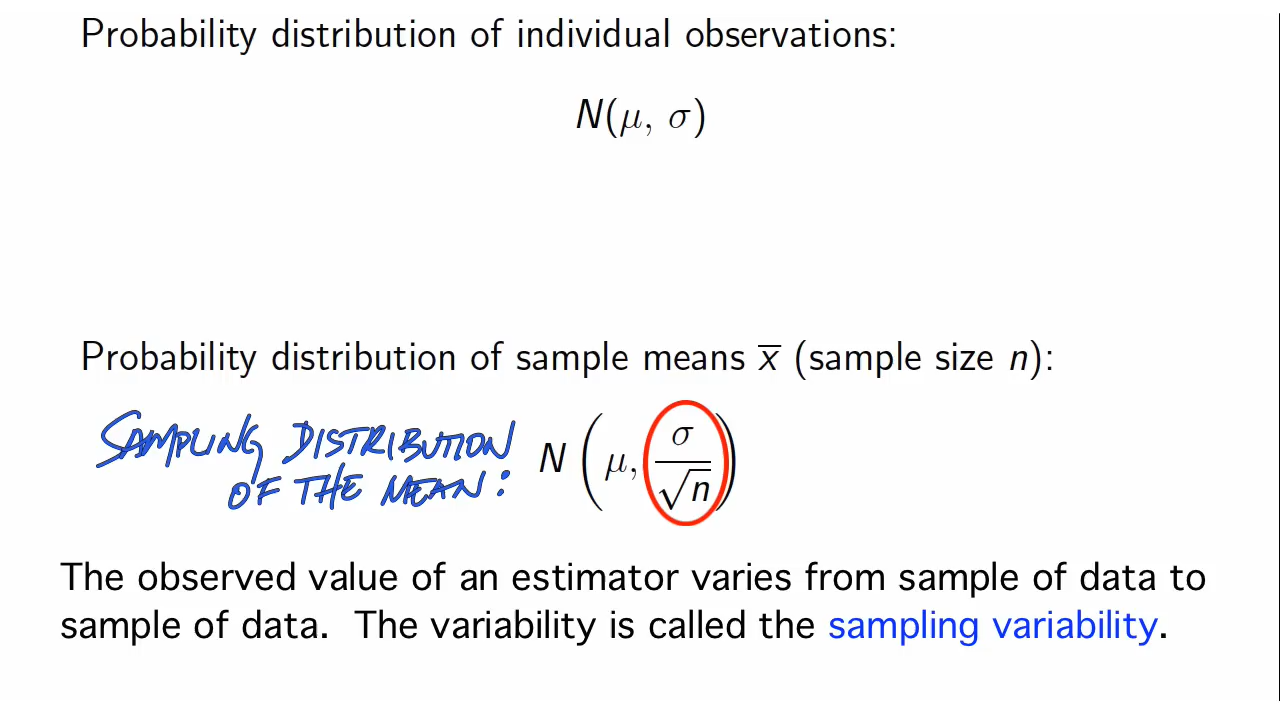 Probability distribution of individual observations:
N(μ, σ)
Probability distribution of sample means x̅ (sample size n):
SAMPLING DISTRIBUTION
OF THE MEAN:
N(μ, σ/√n)
The observed value of an estimator varies from sample of data to
sample of data. The variability is called the sampling variability.